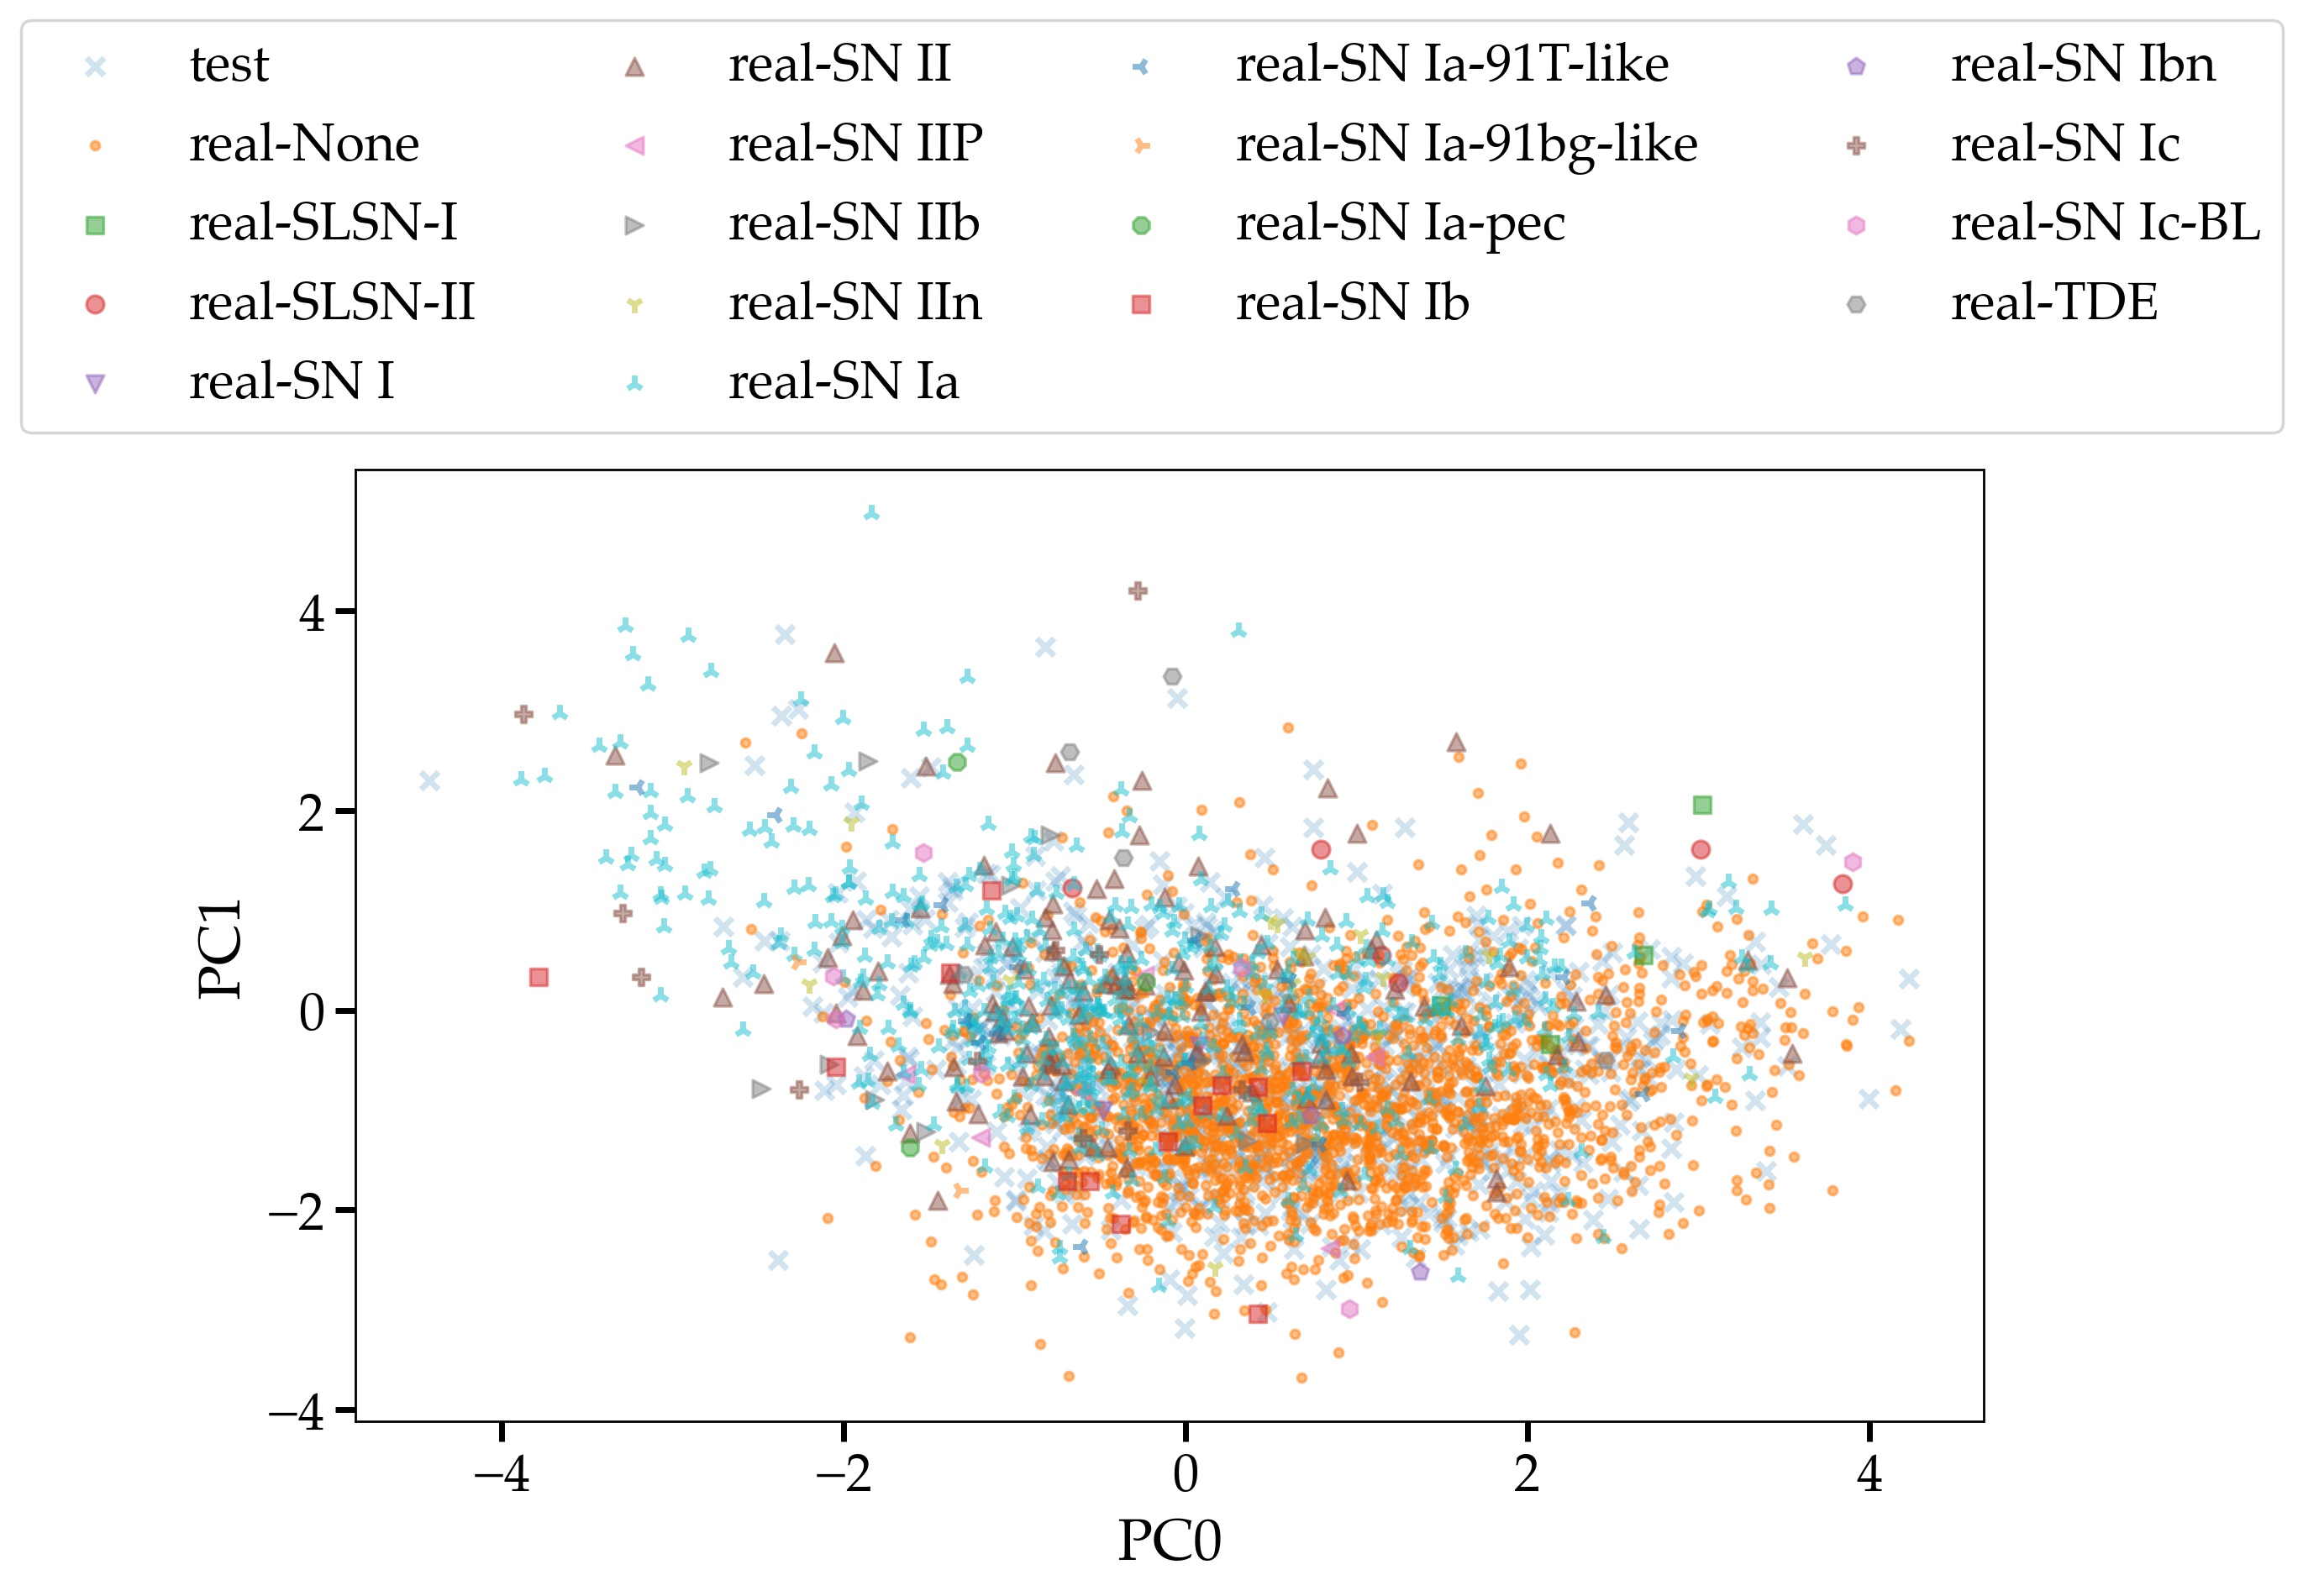 test
real-None
real-SLSN-I
real-SLSN-II
real-SN I
real-SN II
real-SN IIP
real-SN IIb
real-SN IIn
real-SN Ia
real-SN Ia-91T-like
real-SN Ia-91bg-like
real-SN Ia-pec
real-SN Ib
real-SN Ibn
real-SN Ic
real-SN Ic-BL
real-TDE
PC1
4
2
0
−2
−4
−4
−2
0
2
4
PC0